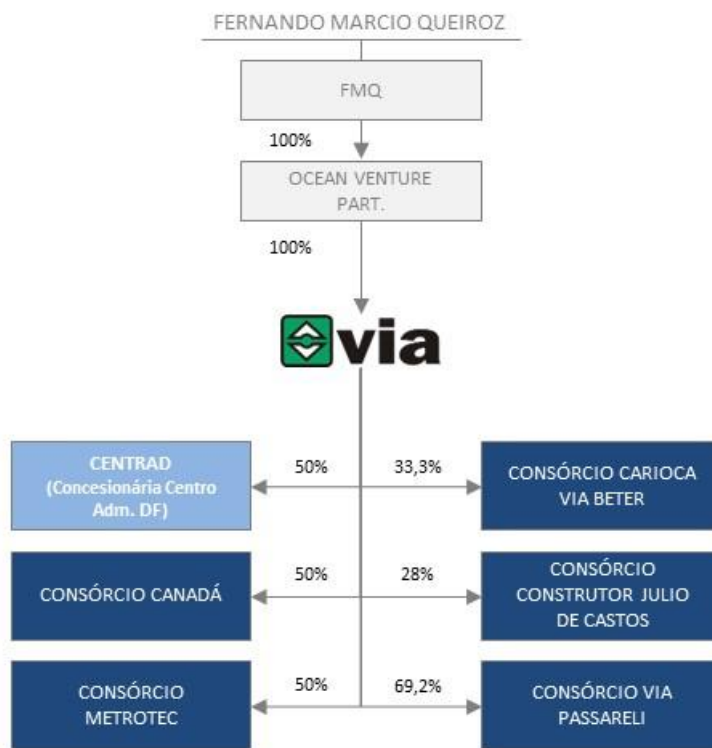 FERNANDO MARCIO QUEIROZ
FMQ
100%
OCEAN VENTURE
PART.
100%
via
CENTRAD
(Concesionária Centro
Adm. DF)
50%
33,3%
CONSÓRCIO CARIOCA
VIA BETER
CONSÓRCIO CANADÁ
50%
28%
CONSÓRCIO
CONSTRUTOR JULIO
DE CASTOS
CONSÓRCIO
METROTEC
50%
69,2%
CONSÓRCIO VIA
PASSARELI